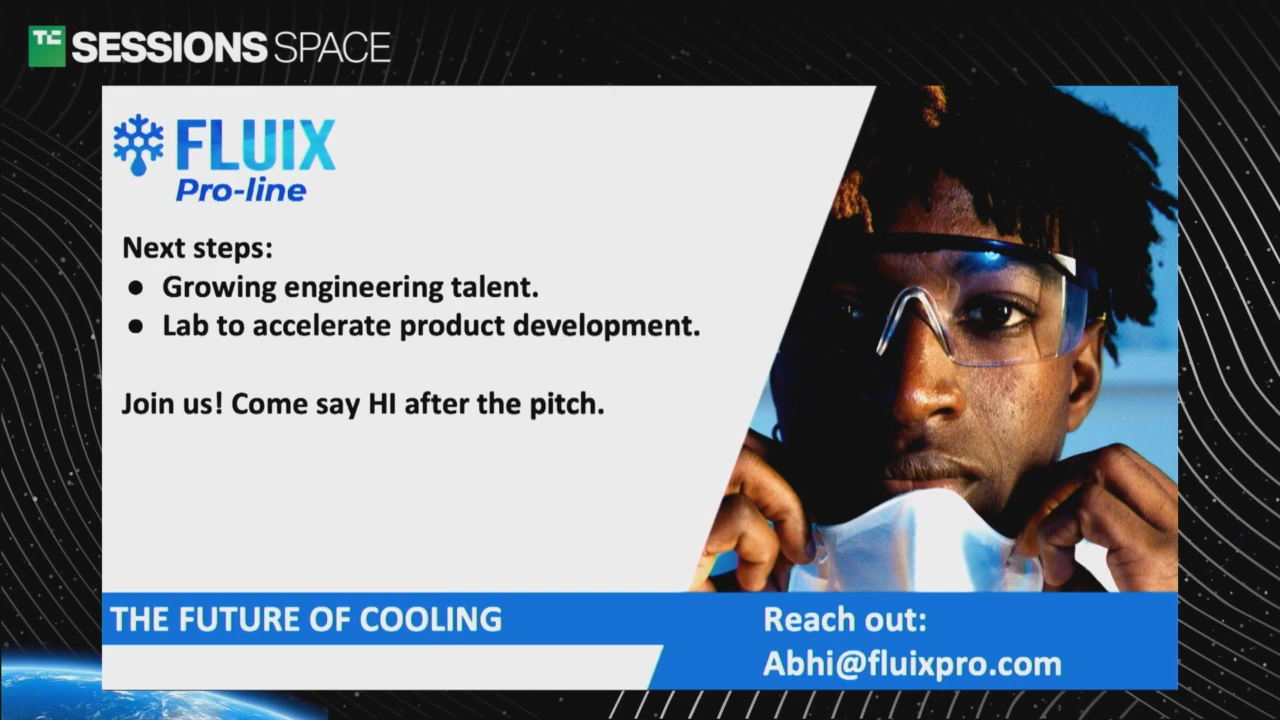 TC SESSIONS SPACE
FLUIX
Pro-line
Next steps:
● Growing engineering talent.
● Lab to accelerate product development.
Join us! Come say HI after the pitch.
THE FUTURE OF COOLING
Reach out:
Abhi@fluixpro.com